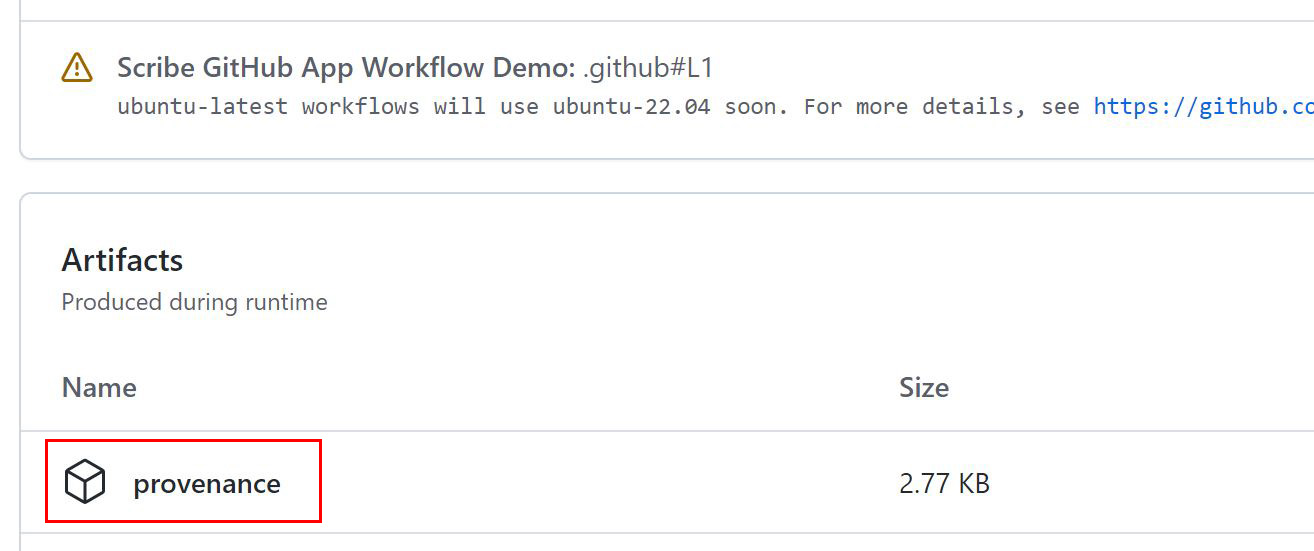 Scribe GitHub App Workflow Demo: .github#L1
ubuntu-latest workflows will use ubuntu-22.04 soon. For more details, see https://github.co
Artifacts
Produced during runtime
Name Size
provenance 2.77 KB